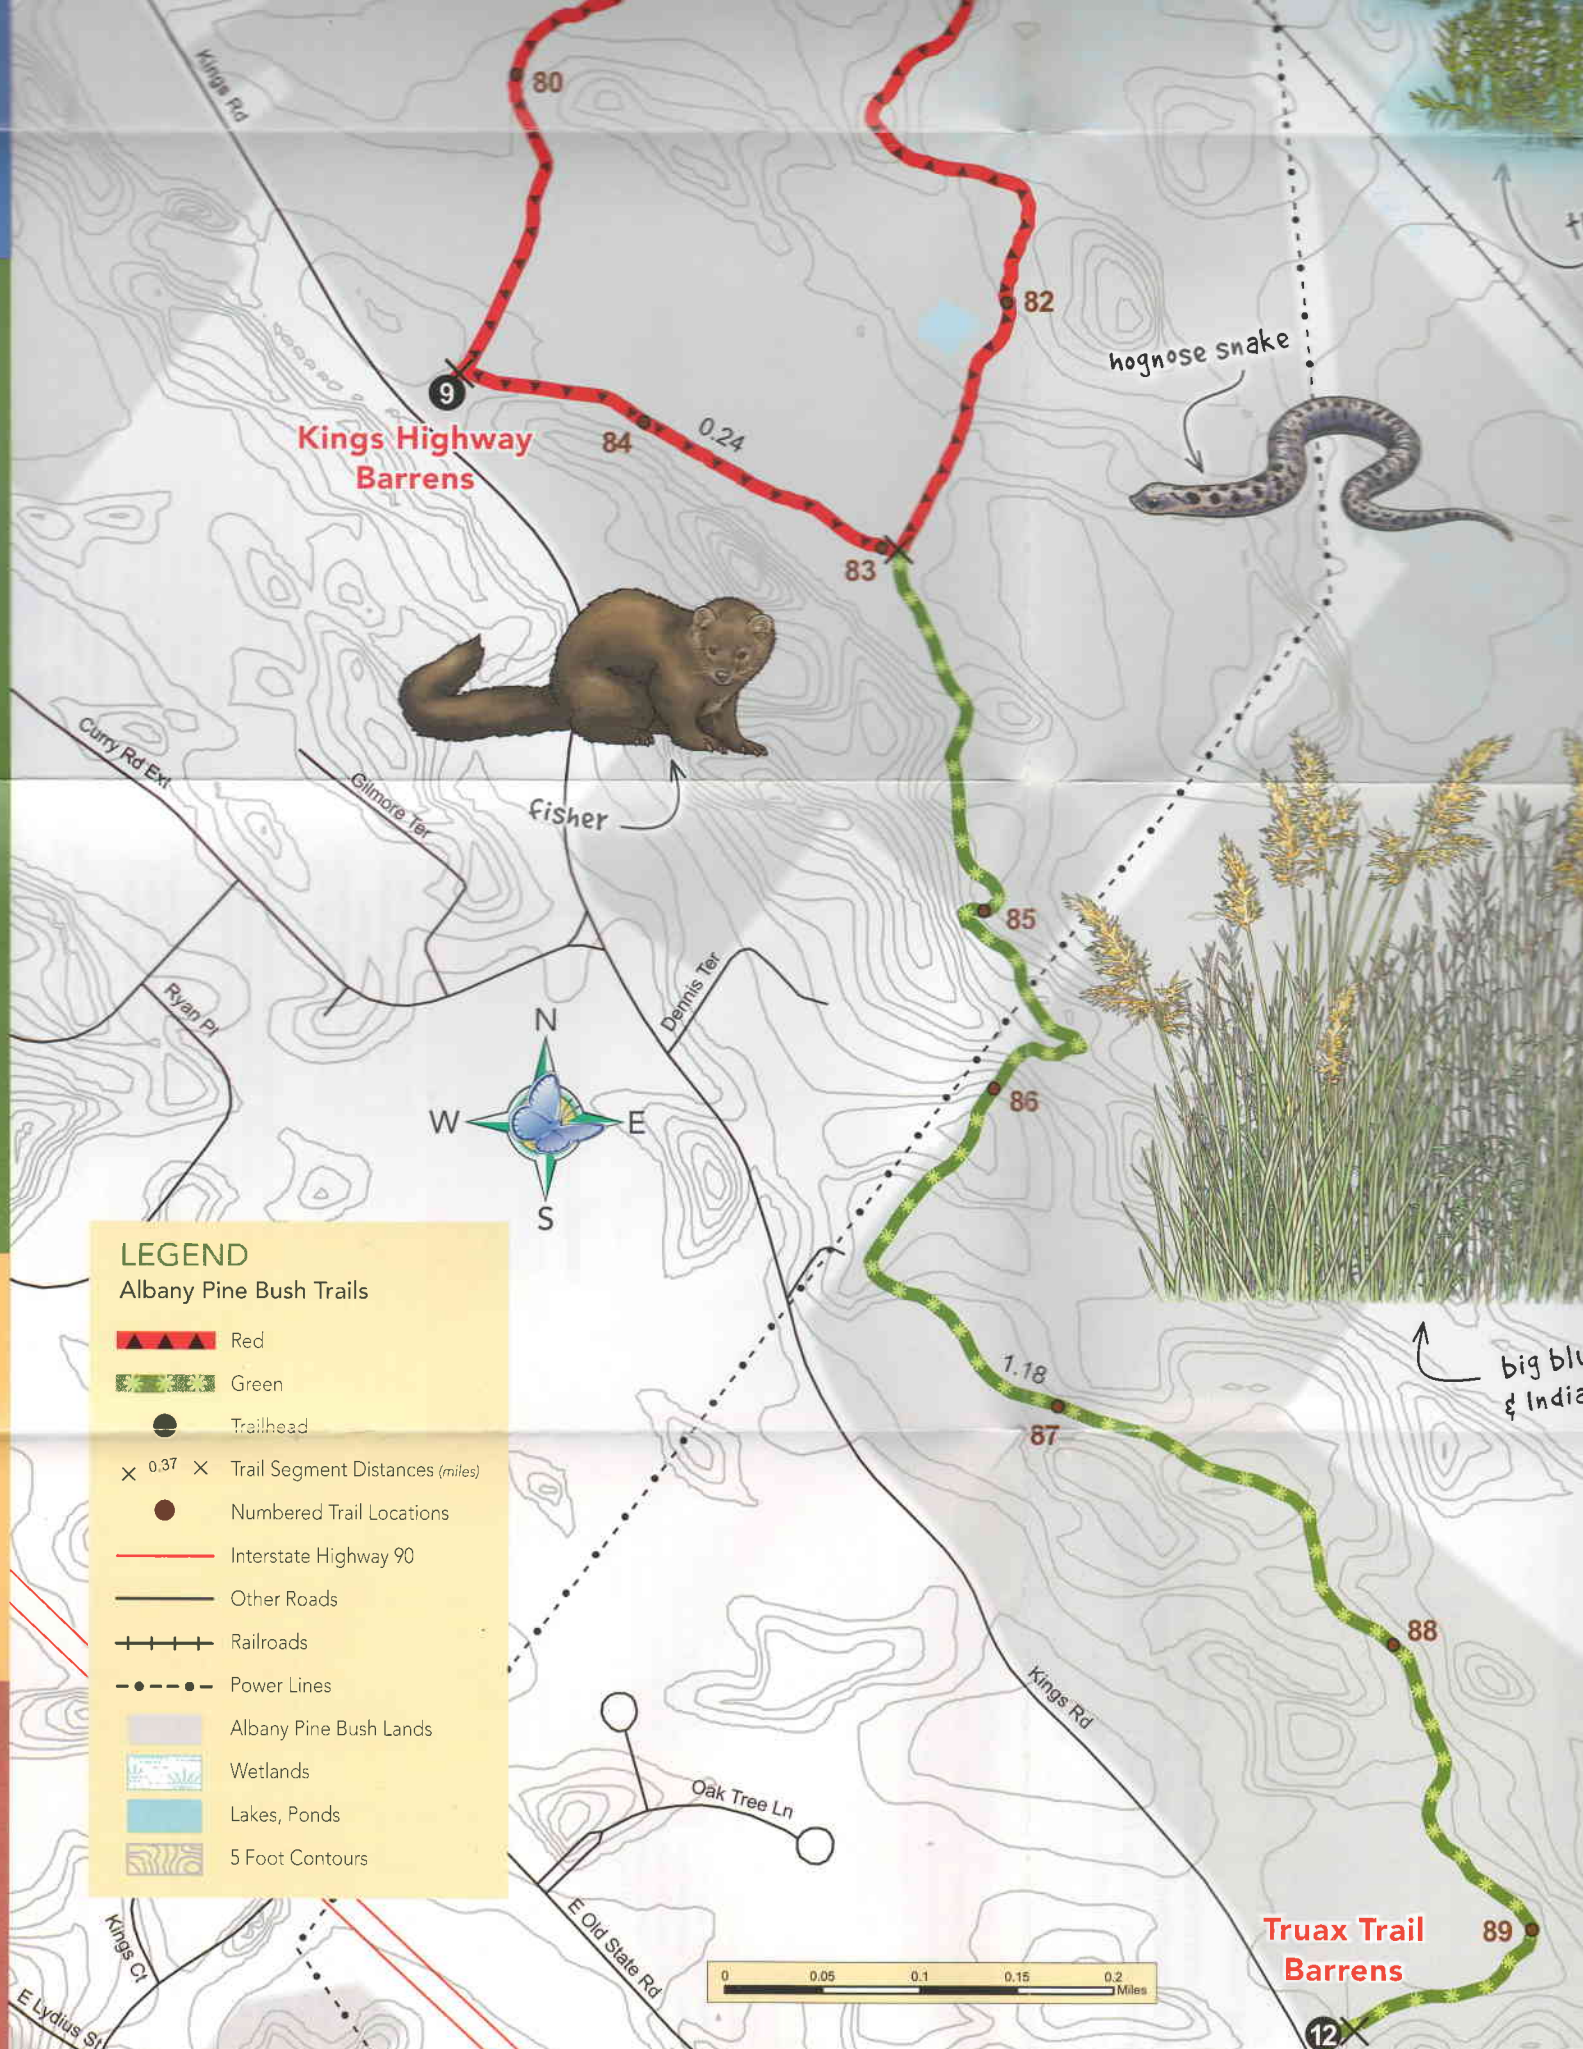 Kings Rd
80
82
hognose snake
9
Kings Highway
Barrens
84
0.24
83
Curry Rd Ext
Gilmore Ter
fisher
85
Ryan Pl
Dennis Ter
N
W
E
S
86
LEGEND
Albany Pine Bush Trails
Red
Green
Trailhead
0.37
Trail Segment Distances (miles)
Numbered Trail Locations
Interstate Highway 90
Other Roads
Railroads
Power Lines
Albany Pine Bush Lands
Wetlands
Lakes, Ponds
5 Foot Contours
1.18
87
big
&
88
Kings Rd
Oak Tree Ln
E Old State Rd
Kings Ct
E Lydius St
0 0.05 0.1 0.15 0.2
Miles
Truax Trail
Barrens
89
12